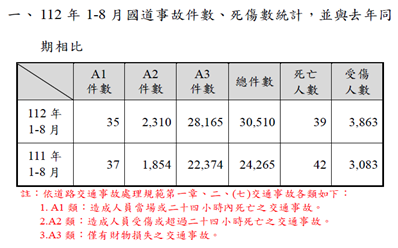 一、112 年 1-8 月國道事故件數、死傷數統計，並與去年同
期相比
A1 件數 A2 件數 A3 件數 總件數 死亡人數 受傷人數
112 年 1-8 月 35 2,310 28,165 30,510 39 3,863
111 年 1-8 月 37 1,854 22,374 24,265 42 3,083
註：依道路交通事故處理規範第一章、二、(七)交通事故各類如下：
1. A1 類：造成人員當場或二十四小時內死亡之交通事故。
2.A2 類：造成人員受傷或超過二十四小時死亡之交通事故。
3.A3 類：僅有財物損失之交通事故。